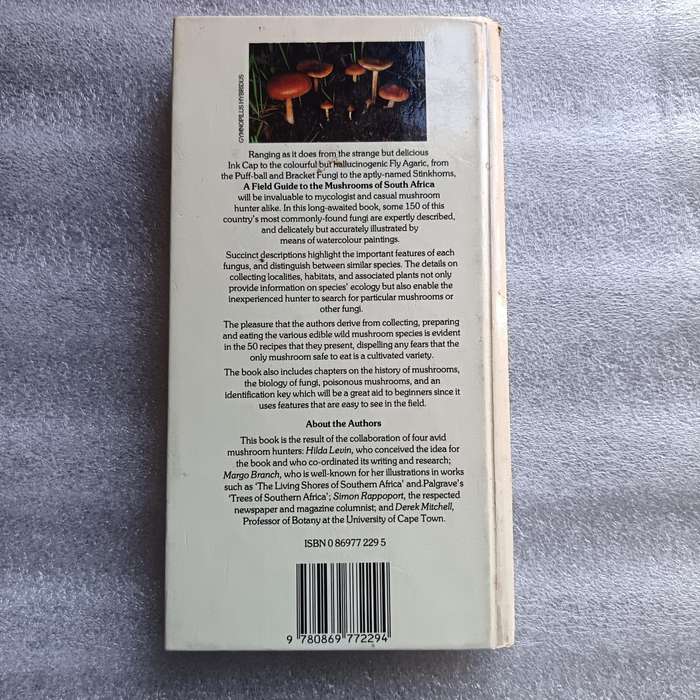 GYMNOPILUS HYBRIDUS
Ranging as it does from the strange but delicious
Ink Cap to the colourful but hallucinogenic Fly Agaric, from
the Puff-ball and Bracket Fungi to the aptly-named Stinkhorns,
A Field Guide to the Mushrooms of South Africa
will be invaluable to mycologist and casual mushroom
hunter alike. In this long-awaited book, some 150 of this
country's most commonly-found fungi are expertly described,
and delicately but accurately illustrated by
means of watercolour paintings.
Succinct descriptions highlight the important features of each
fungus, and distinguish between similar species. The details on
collecting localities, habitats, and associated plants not only
provide information on species' ecology but also enable the
inexperienced hunter to search for particular mushrooms or
other fungi.
The pleasure that the authors derive from collecting, preparing
and eating the various edible wild mushroom species is evident
in the 50 recipes that they present, dispelling any fears that the
only mushroom safe to eat is a cultivated variety.
The book also includes chapters on the history of mushrooms,
the biology of fungi, poisonous mushrooms, and an
identification key which will be a great aid to beginners since it
uses features that are easy to see in the field.
About the Authors
This book is the result of the collaboration of four avid
mushroom hunters: Hilda Levin, who conceived the idea for
the book and who co-ordinated its writing and research;
Margo Branch, who is well-known for her illustrations in works
such as 'The Living Shores of Southern Africa' and Palgrave's
'Trees of Southern Africa'; Simon Rappoport, the respected
newspaper and magazine columnist; and Derek Mitchell,
Professor of Botany at the University of Cape Town.
ISBN 0 86977 229 5
9 780869 772294